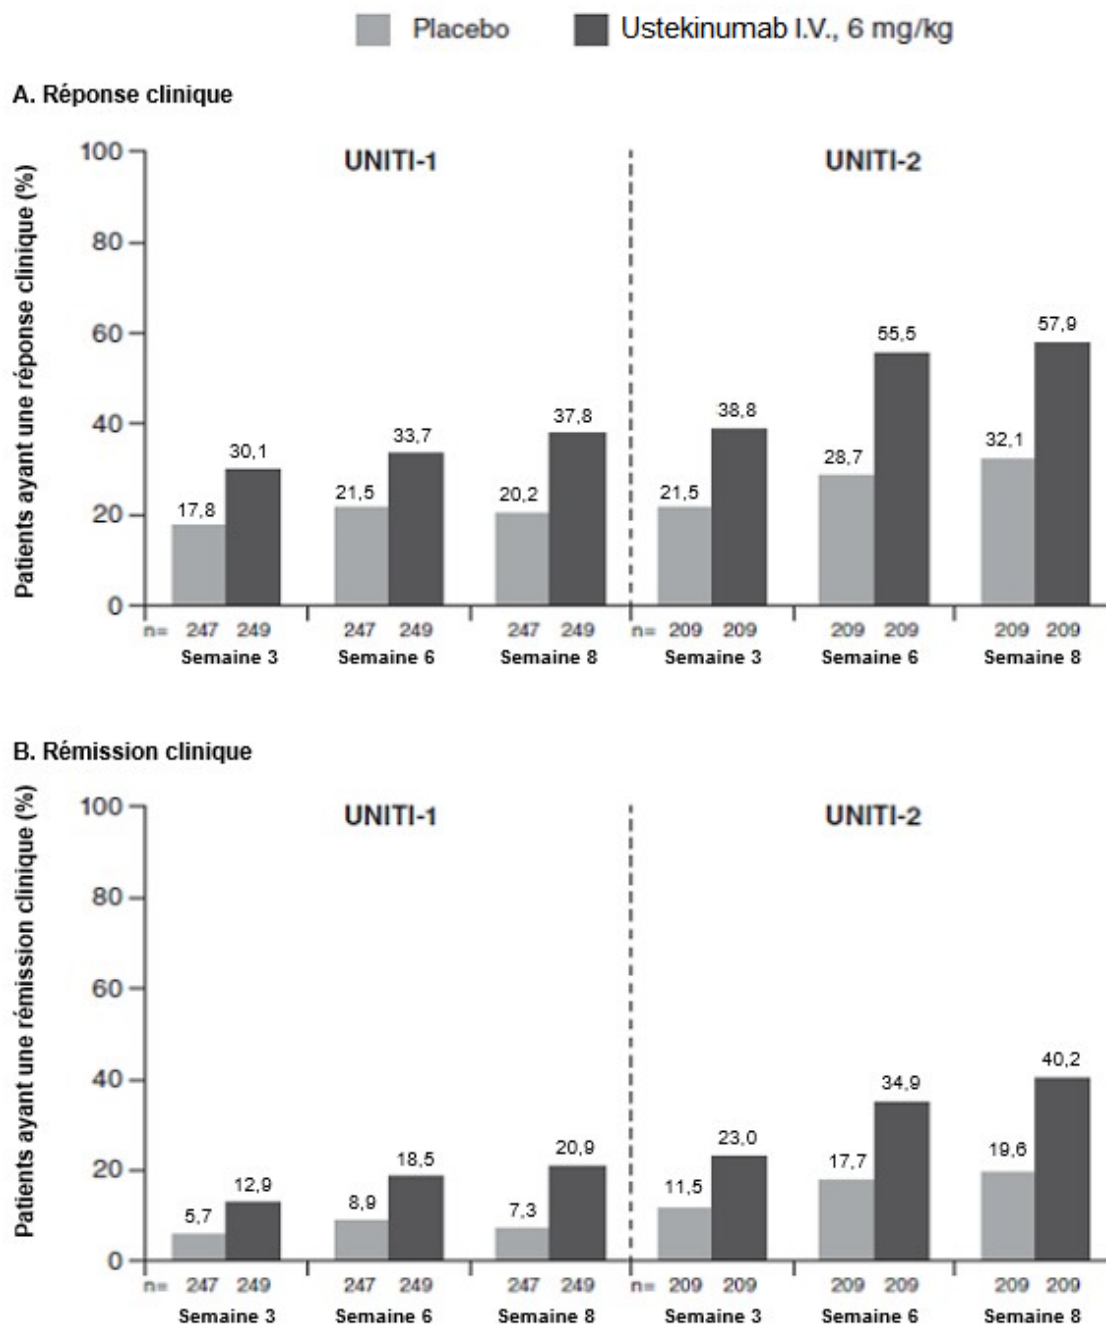 Placebo Ustekinumab I.V., 6 mg/kg
A. Réponse clinique
Patients ayant une réponse clinique (%)
UNITI-1 UNITI-2
100
80
60
40
20
0
17,8 30,1 21,5 33,7 20,2 37,8 21,5 38,8 28,7 55,5 32,1 57,9
n= 247 249 247 249 247 249 n= 209 209 209 209 209 209
Semaine 3 Semaine 6 Semaine 8 Semaine 3 Semaine 6 Semaine 8
B. Rémission clinique
Patients ayant une rémission clinique (%)
UNITI-1 UNITI-2
100
80
60
40
20
0
5,7 12,9 8,9 18,5 7,3 20,9 11,5 23,0 17,7 34,9 19,6 40,2
n= 247 249 247 249 247 249 n= 209 209 209 209 209 209
Semaine 3 Semaine 6 Semaine 8 Semaine 3 Semaine 6 Semaine 8